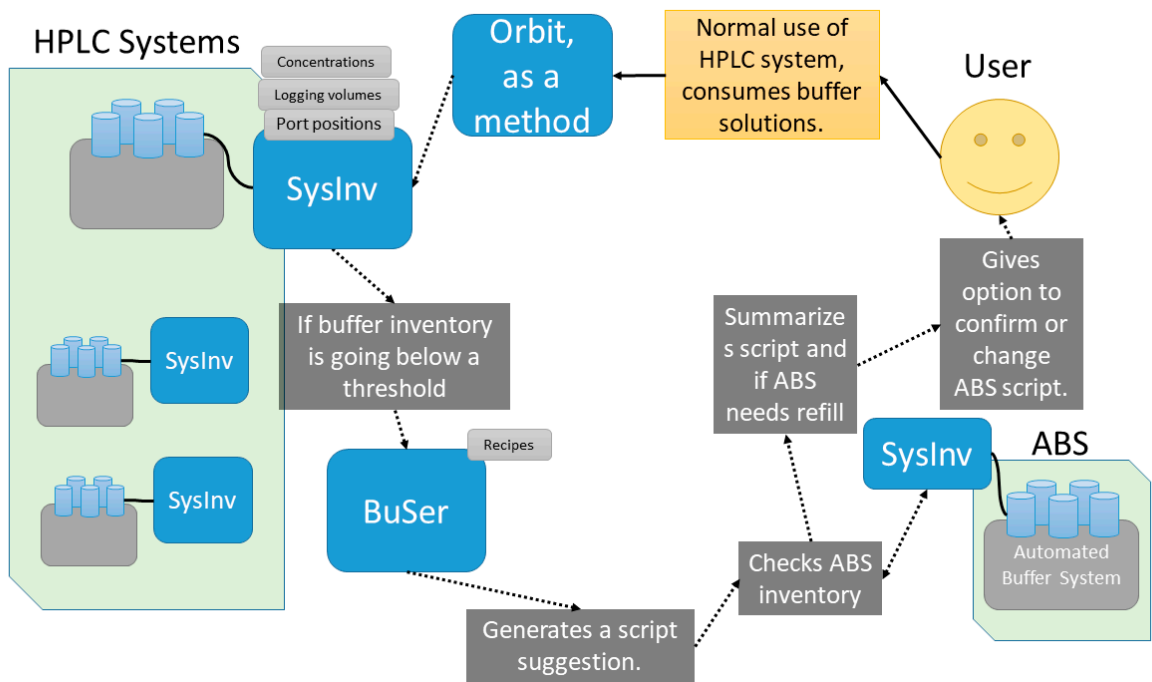 HPLC Systems
Concentrations
Logging volumes
Port positions
SysInv
Orbit,
as a
method
Normal use of
HPLC system,
consumes buffer
solutions.
User
SysInv
SysInv
If buffer inventory
is going below a
threshold
Recipes
BuSer
Generates a script
suggestion.
Checks ABS
inventory
Summarize
s script and
if ABS
needs refill
Gives
option to
confirm or
change
ABS script.
SysInv
ABS
Automated
Buffer System